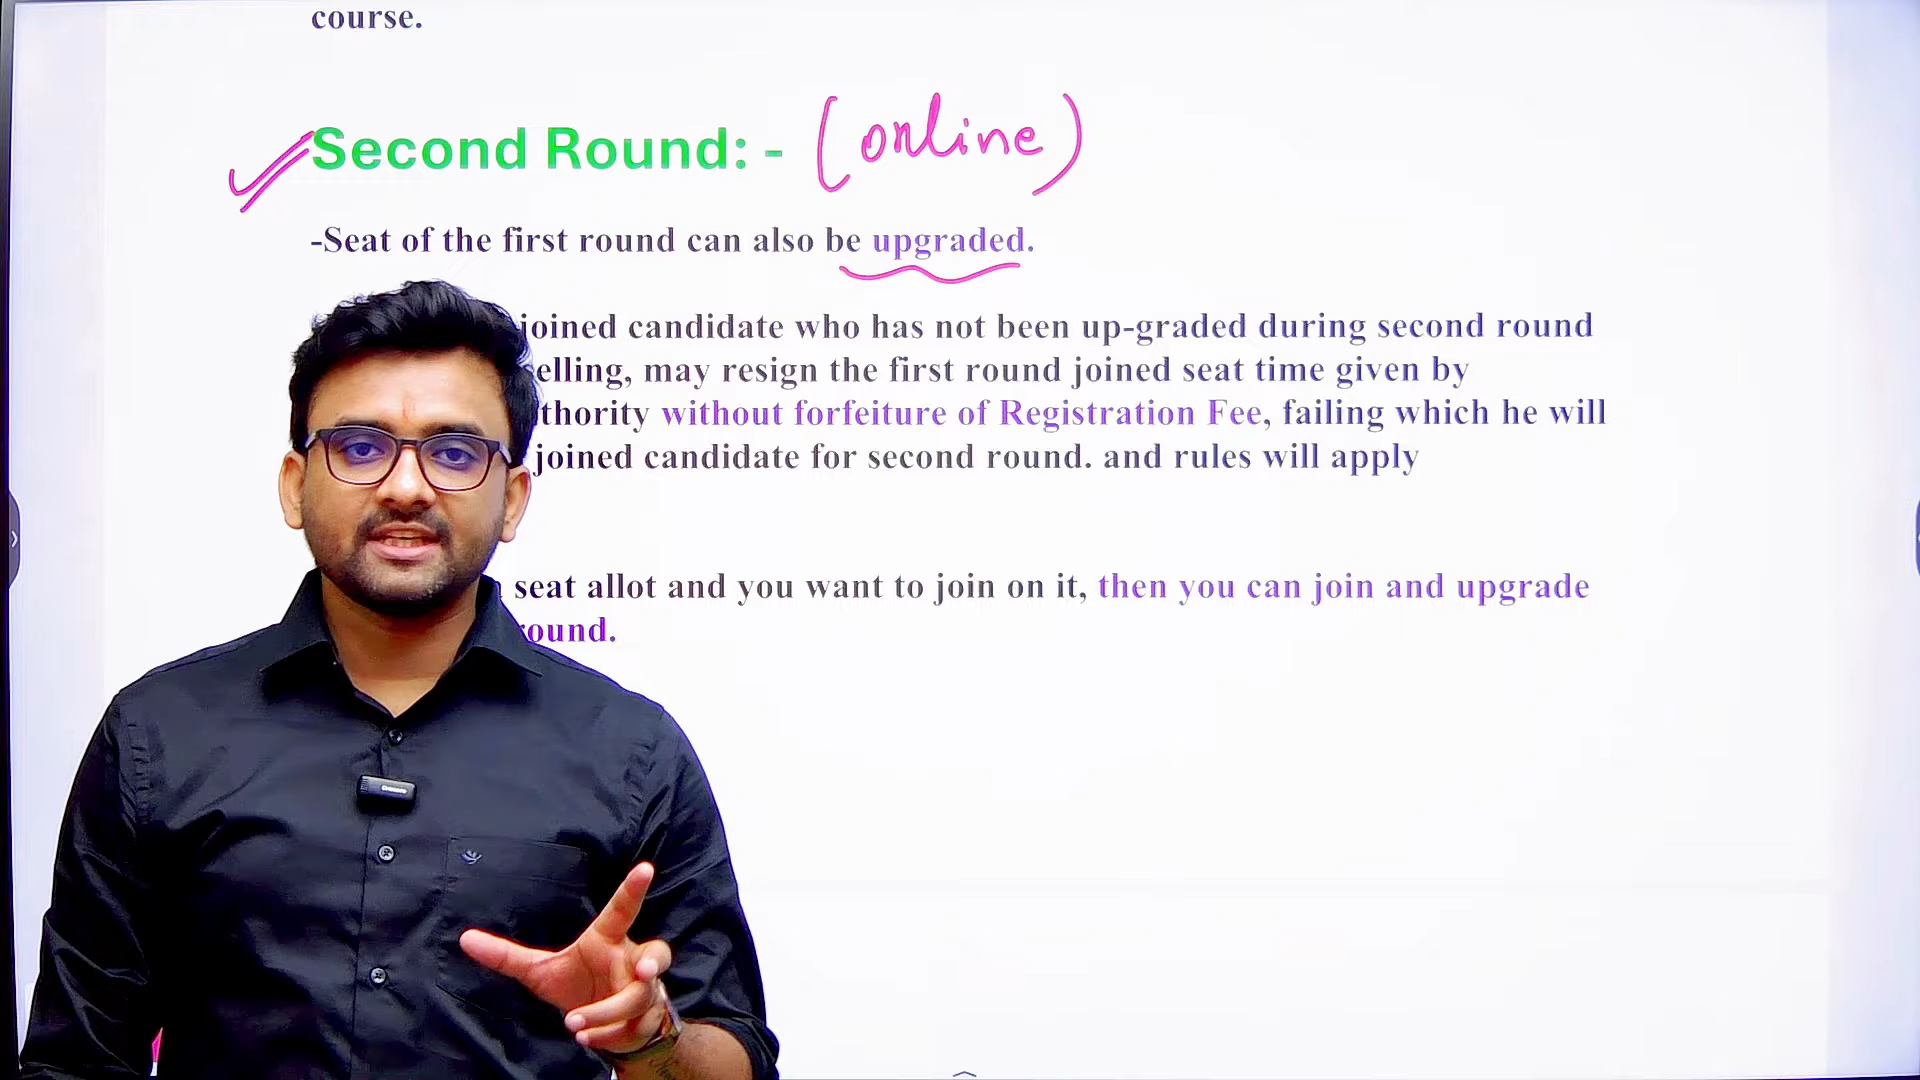 course.
Second Round: - (online)
-Seat of the first round can also be upgraded.
joined candidate who has not been up-graded during second round
elling, may resign the first round joined seat time given by
thority without forfeiture of Registration Fee, failing which he will
joined candidate for second round. and rules will apply
seat allot and you want to join on it, then you can join and upgrade
round.